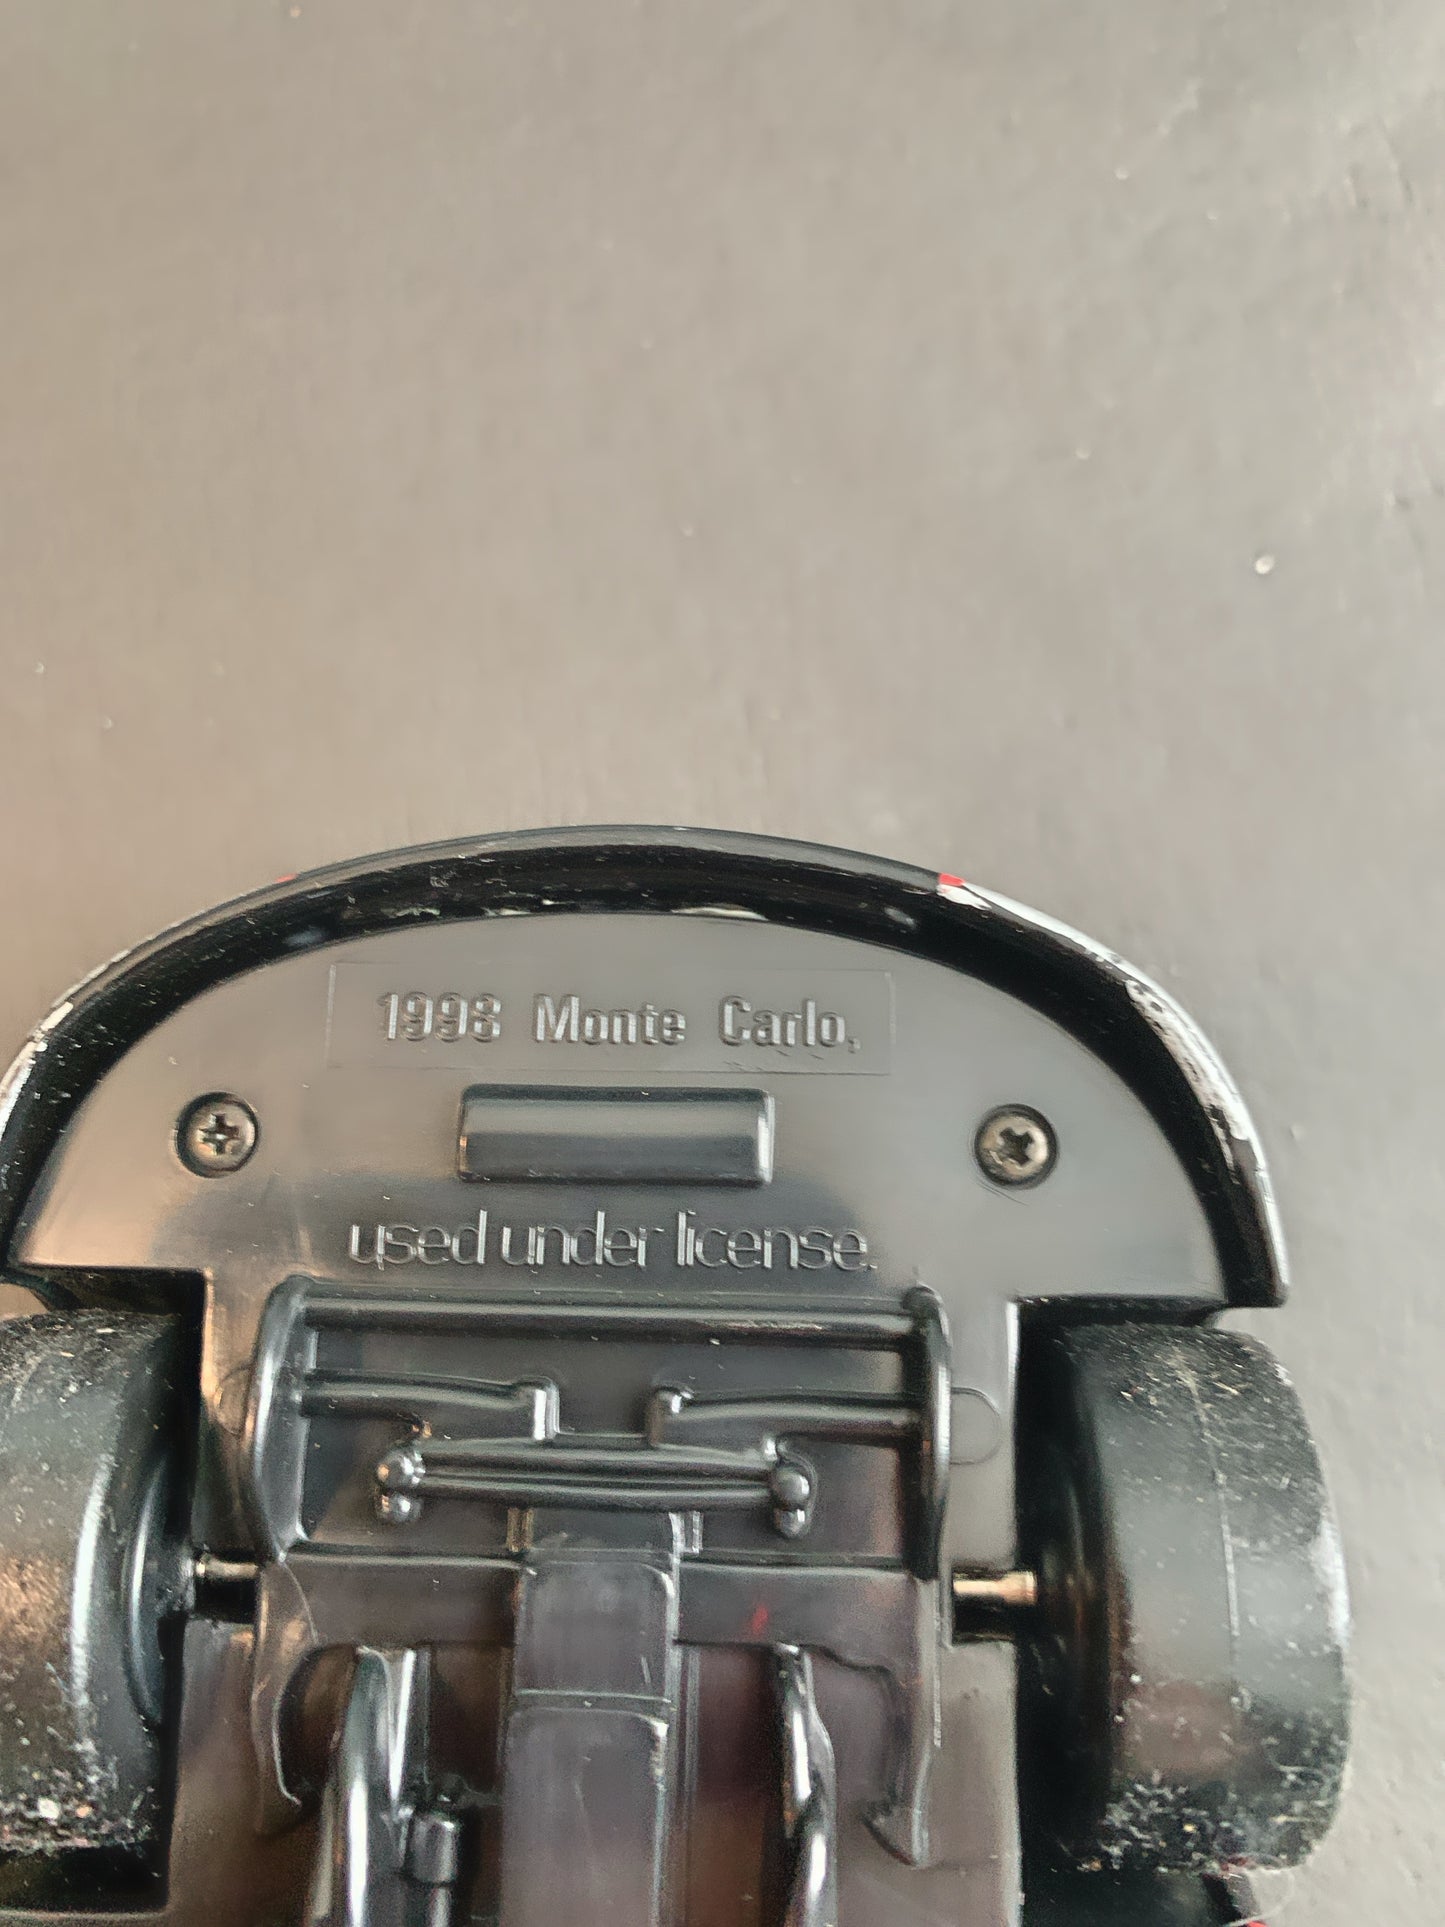 1998 Monte Carlo,
used under license.